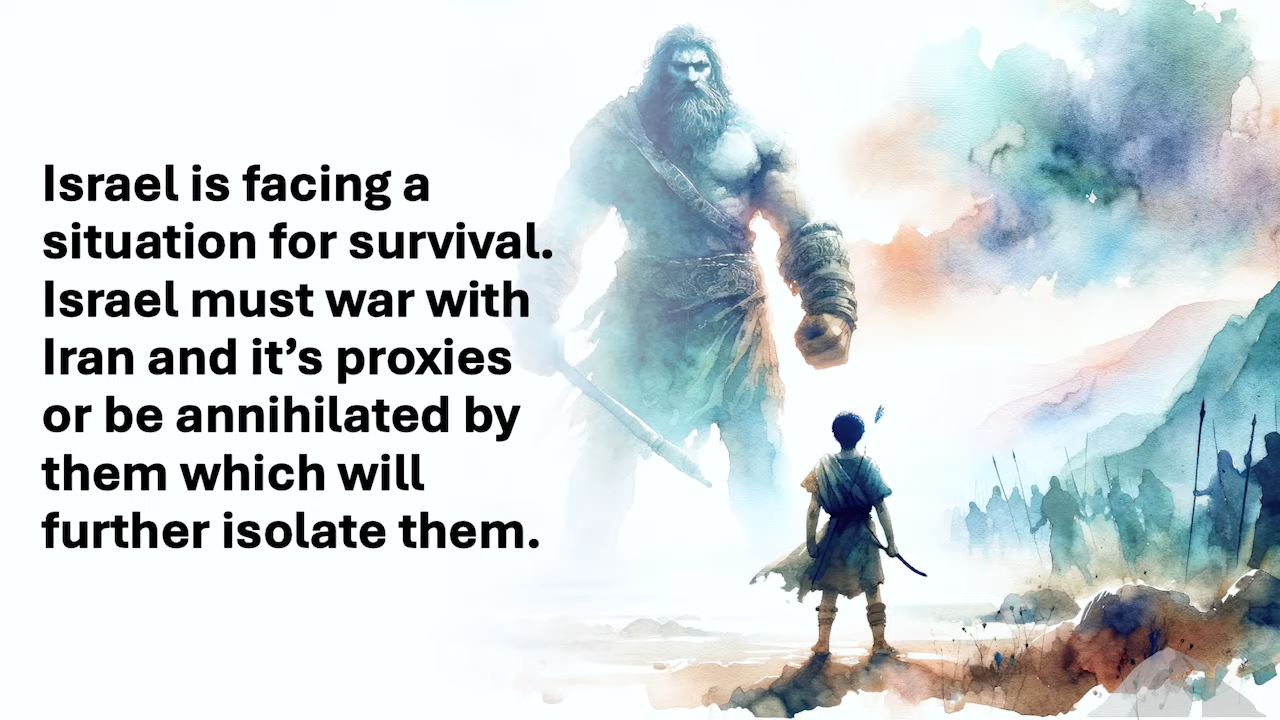 Israel is facing a
situation for survival.
Israel must war with
Iran and it’s proxies
or be annihilated by
them which will
further isolate them.